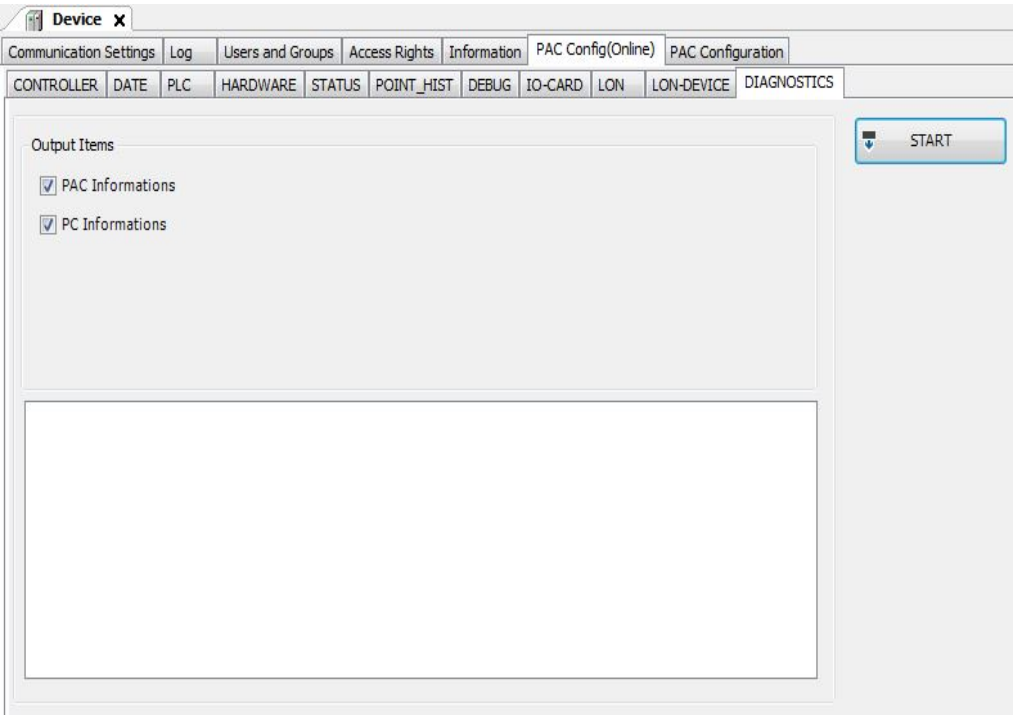 Device X
Communication Settings Log Users and Groups Access Rights Information PAC Config(Online) PAC Configuration
CONTROLLER DATE PLC HARDWARE STATUS POINT_HIST DEBUG IO-CARD LON LON-DEVICE DIAGNOSTICS
START
Output Items
PAC Informations
PC Informations